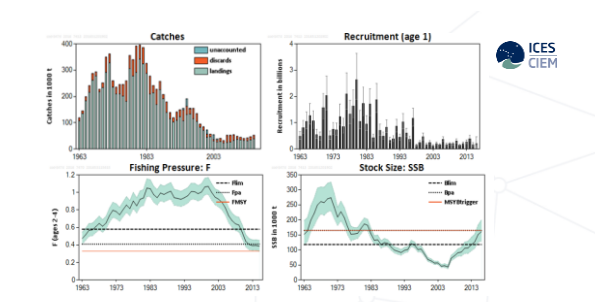 Catches
400
300
200
100
0
Catches in 1000 t
unaccounted
discards
landings
1963
1983
2003
Recruitment (age 1)
4
3
2
1
0
Recruitment in billions
1963
1973
1983
1993
2003
2013
ICES
CIEM
Fishing Pressure: F
1.2
1
0.8
0.6
0.4
0.2
0
F (ages 2-4)
Flim
Fpa
FMSY
1963
1973
1983
1993
2003
2013
Stock Size: SSB
350
300
250
200
150
100
50
0
SSB in 1000 t
Blim
Bpa
MSYBtrigger
1963
1973
1983
1993
2003
2013